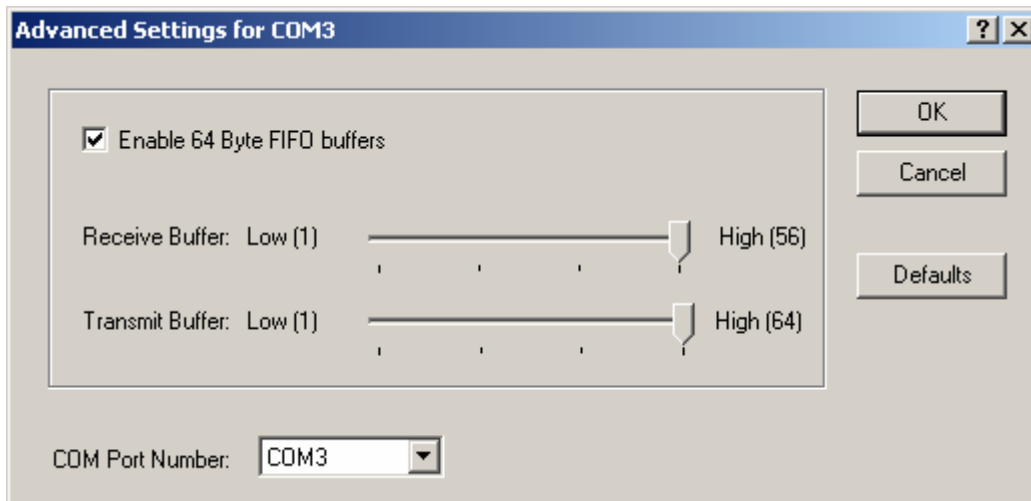 Advanced Settings for COM3
OK
Enable 64 Byte FIFO buffers
Cancel
Receive Buffer: Low (1) High (56)
Defaults
Transmit Buffer: Low (1) High (64)
COM Port Number: COM3